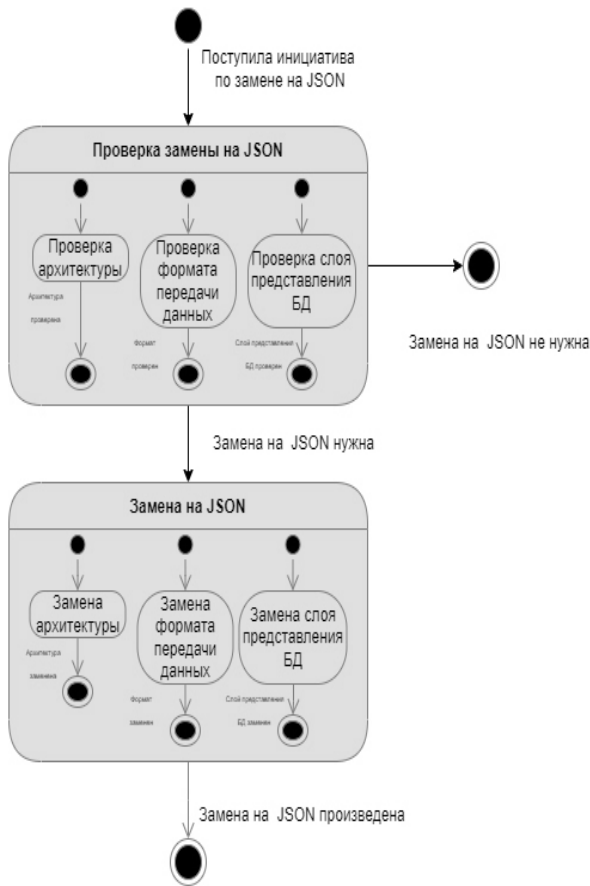 Поступила инициатива
по замене на JSON
Проверка замены на JSON
Проверка
архитектуры
Архитектура
проверена
Проверка
формата
передачи
данных
Формат
проверен
Проверка слоя
представления
БД
Слой представления
БД проверен
Замена на JSON не нужна
Замена на JSON нужна
Замена на JSON
Замена
архитектуры
Архитектура
заменена
Замена
формата
передачи
данных
Формат
заменен
Замена слоя
представления
БД
Слой представления
БД заменен
Замена на JSON произведена